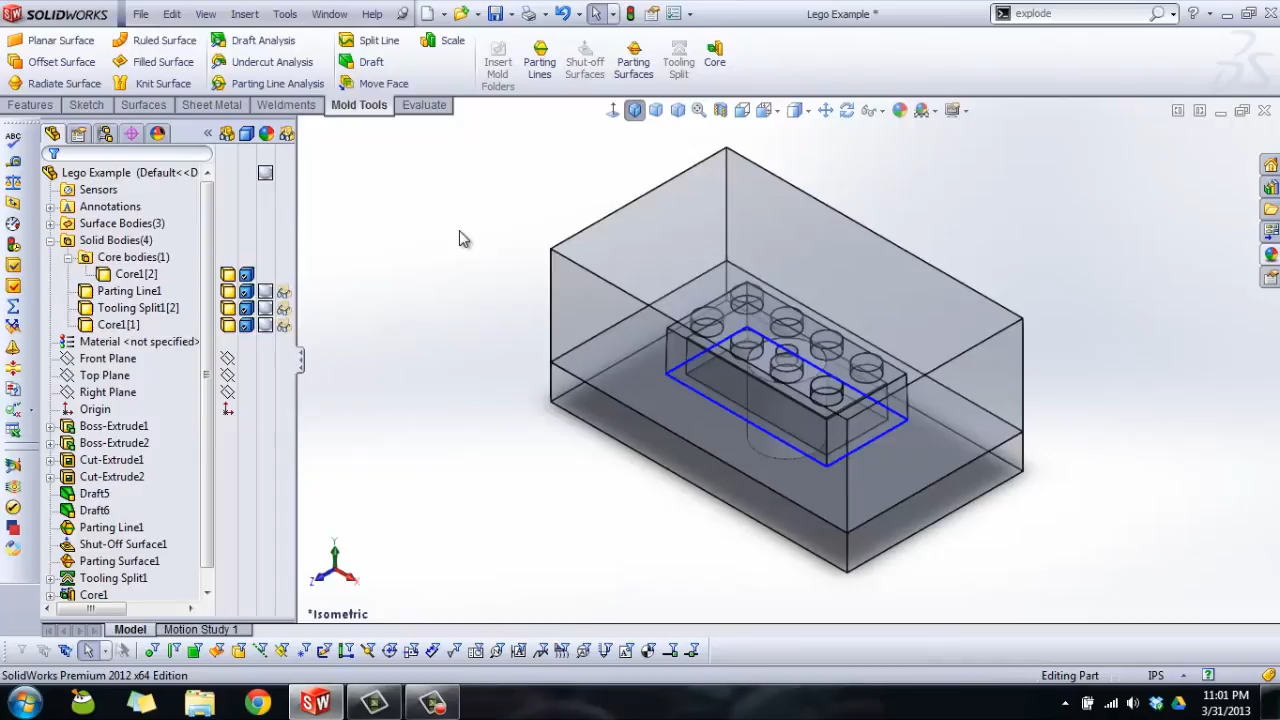 SOLIDWORKS File Edit View Insert Tools Window Help Lego Example * explode
Planar Surface Ruled Surface Draft Analysis Split Line Scale
Offset Surface Filled Surface Undercut Analysis Draft
Radiate Surface Knit Surface Parting Line Analysis Move Face
Insert Mold Folders
Parting Lines
Shut-off Surfaces
Parting Surfaces
Tooling Split
Core
Features Sketch Surfaces Sheet Metal Weldments Mold Tools Evaluate
Lego Example (Default<<D
Sensors
Annotations
Surface Bodies(3)
Solid Bodies(4)
Core bodies(1)
Core1[2]
Parting Line1
Tooling Split1[2]
Core1[1]
Material <not specified>
Front Plane
Top Plane
Right Plane
Origin
Boss-Extrude1
Boss-Extrude2
Cut-Extrude1
Cut-Extrude2
Draft5
Draft6
Parting Line1
Shut-Off Surface1
Parting Surface1
Tooling Split1
Core1
Y
Z
X
*Isometric
Model Motion Study 1
SolidWorks Premium 2012 x64 Edition Editing Part IPS
11:01 PM
3/31/2013